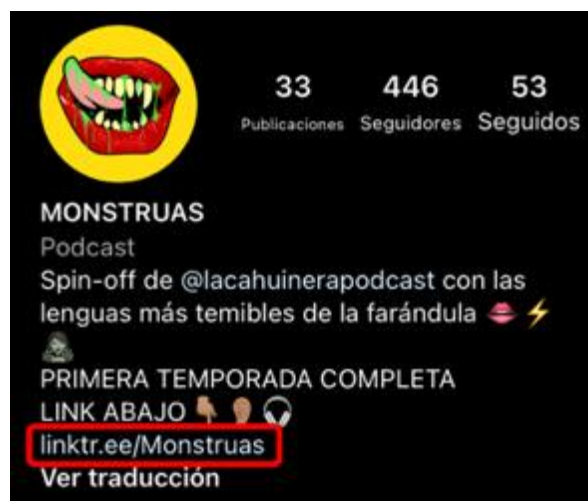 33 446 53
Publicaciones Seguidores Seguidos
MONSTRUAS
Podcast
Spin-off de @lacahuinerapodcast con las
lenguas más temibles de la farándula 👄⚡
🧟‍♀️
PRIMERA TEMPORADA COMPLETA
LINK ABAJO 👇🏽👂🏽🎧
linktr.ee/Monstruas
Ver traducción